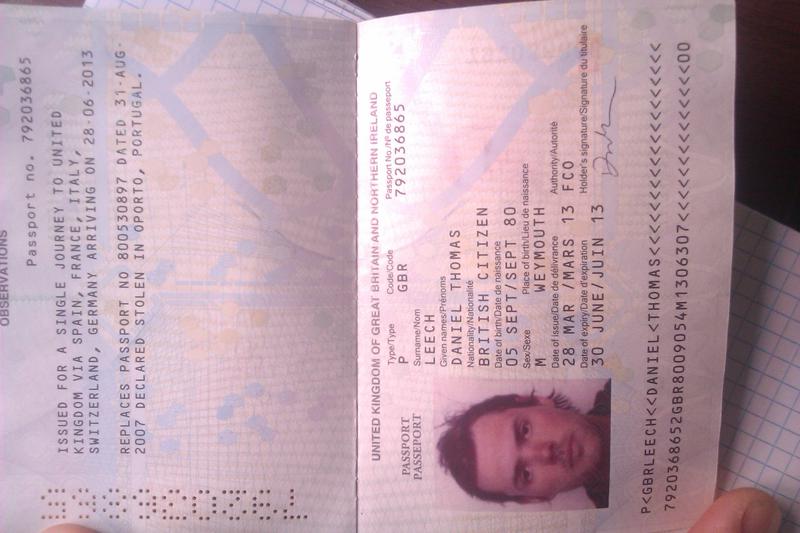 OBSERVATIONS
Passport no. 792036865
ISSUED FOR A SINGLE JOURNEY TO UNITED
KINGDOM VIA SPAIN, FRANCE, ITALY,
SWITZERLAND, GERMANY ARRIVING ON 28-06-2013
REPLACES PASSPORT NO 800530897 DATED 31-AUG-
2007 DECLARED STOLEN IN OPORTO, PORTUGAL.
792036865
UNITED KINGDOM OF GREAT BRITAIN AND NORTHERN IRELAND
PASSPORT
PASSEPORT
Type/Type Code/Code Passport No./Nº de passeport
P GBR 792036865
Surname/Nom
LEECH
Given names/Prénoms
DANIEL THOMAS
Nationality/Nationalité
BRITISH CITIZEN
Date of birth/Date de naissance
05 SEPT/SEPT 80
Sex/Sexe Place of birth/Lieu de naissance
M WEYMOUTH
Date of issue/Date de délivrance Authority/Autorité
28 MAR /MARS 13 FCO
Date of expiry/Date d'expiration Holder's signature/Signature du titulaire
30 JUNE/JUIN 13
P<GBRLEECH<<DANIEL<THOMAS<<<<<<<<<<<<<<<<<<<
7920368652GBR8009054M1306307<<<<<<<<<<<<<<00